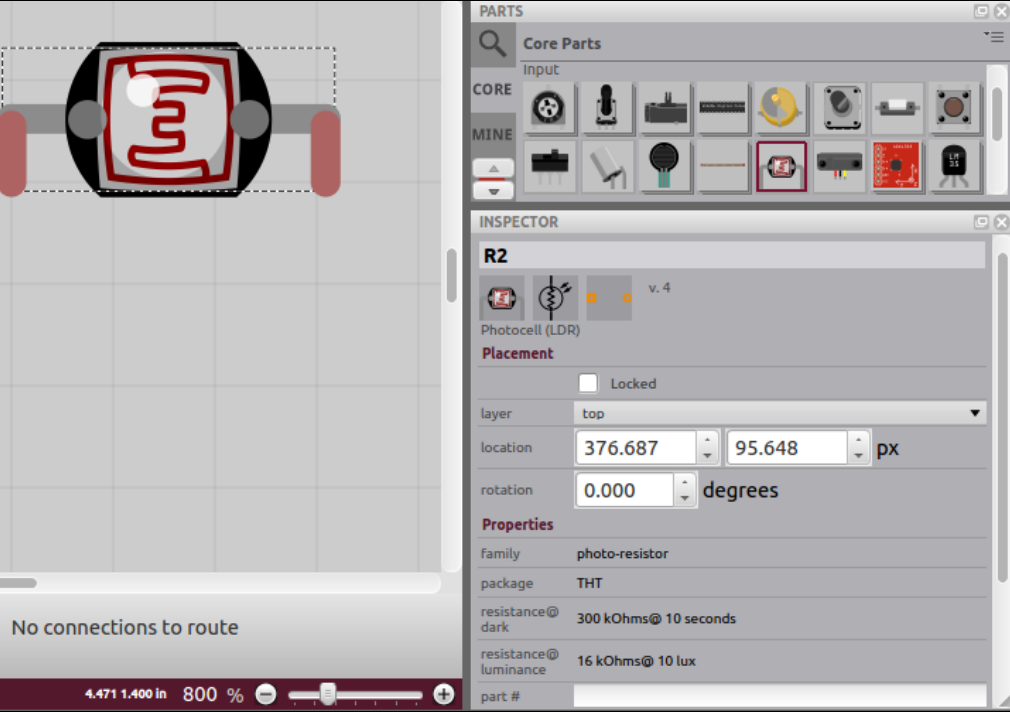 PARTS
Core Parts
Input
CORE
MINE
LM
35
INSPECTOR
R2
v. 4
Photocell (LDR)
Placement
Locked
layer top
location 376.687 95.648 px
rotation 0.000 degrees
Properties
family photo-resistor
package THT
resistance@
dark 300 kOhms@ 10 seconds
resistance@
luminance 16 kOhms@ 10 lux
part #
No connections to route
4.471 1.400 in 800 %